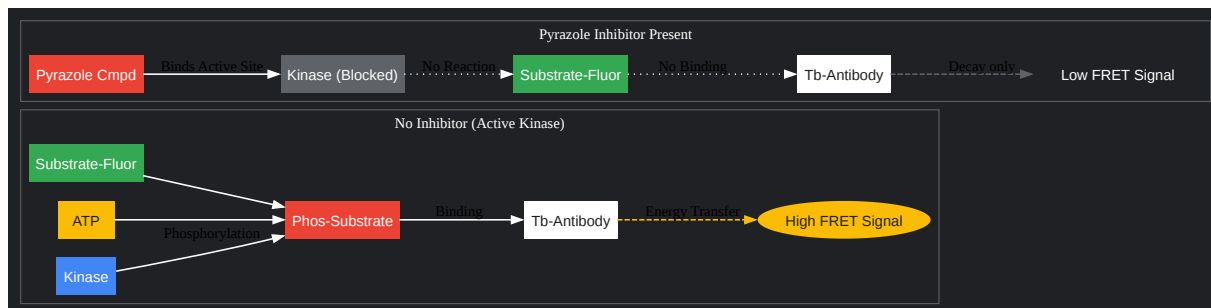 Pyrazole Inhibitor Present
Pyrazole Cmpd
Binds Active Site
Kinase (Blocked)
No Reaction
Substrate-Fluor
No Binding
Tb-Antibody
Decay only
Low FRET Signal
No Inhibitor (Active Kinase)
Substrate-Fluor
ATP
Phosphorylation
Kinase
Phos-Substrate
Binding
Tb-Antibody
Energy Transfer
High FRET Signal